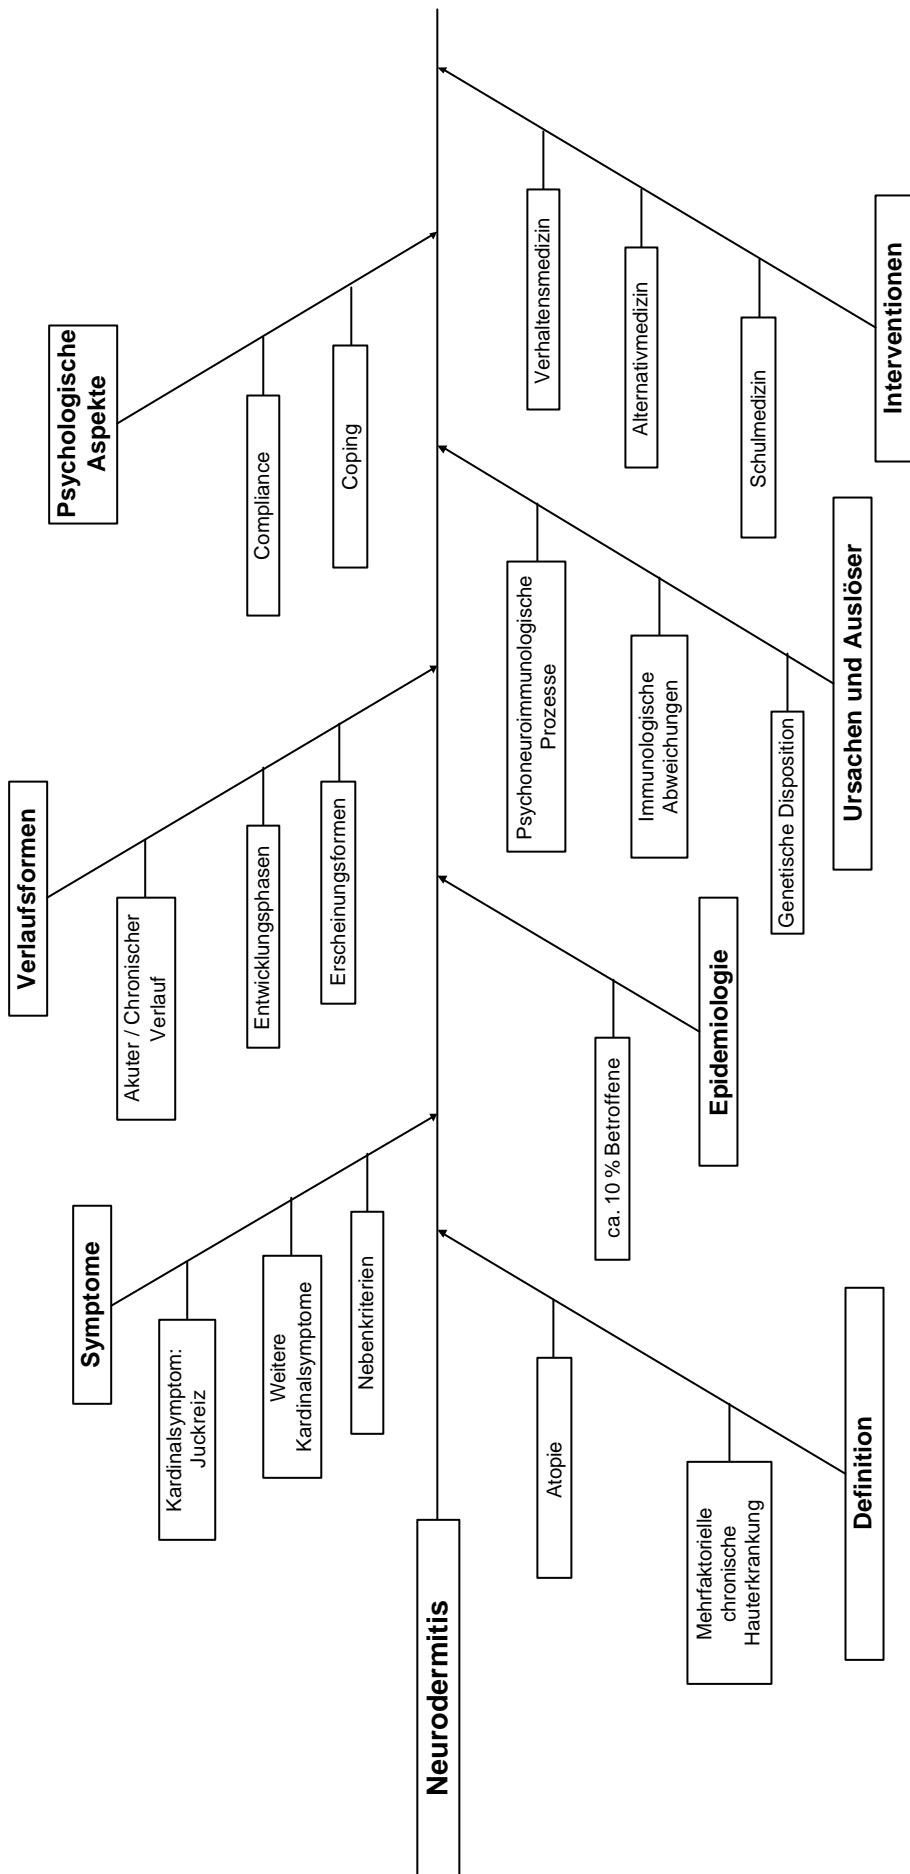 Neurodermitis
Symptome
Kardinalsymptom:
Juckreiz
Weitere
Kardinalsymptome
Nebenkriterien
Verlaufsformen
Akuter / Chronischer
Verlauf
Entwicklungsphasen
Erscheinungsformen
Psychologische
Aspekte
Compliance
Coping
Atopie
Mehrfaktorielle
chronische
Hauterkrankung
Definition
ca. 10 % Betroffene
Epidemiologie
Psychoneuroimmunologische
Prozesse
Immunologische
Abweichungen
Genetische Disposition
Ursachen und Auslöser
Verhaltensmedizin
Alternativmedizin
Schulmedizin
Interventionen